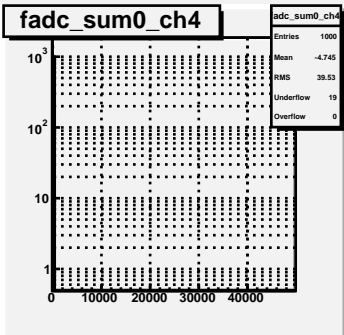 fadc_sum0_ch4
adc_sum0_ch4
Entries 1000
Mean -4.745
RMS 39.53
Underflow 19
Overflow 0
10³
10²
10
1
0 10000 20000 30000 40000